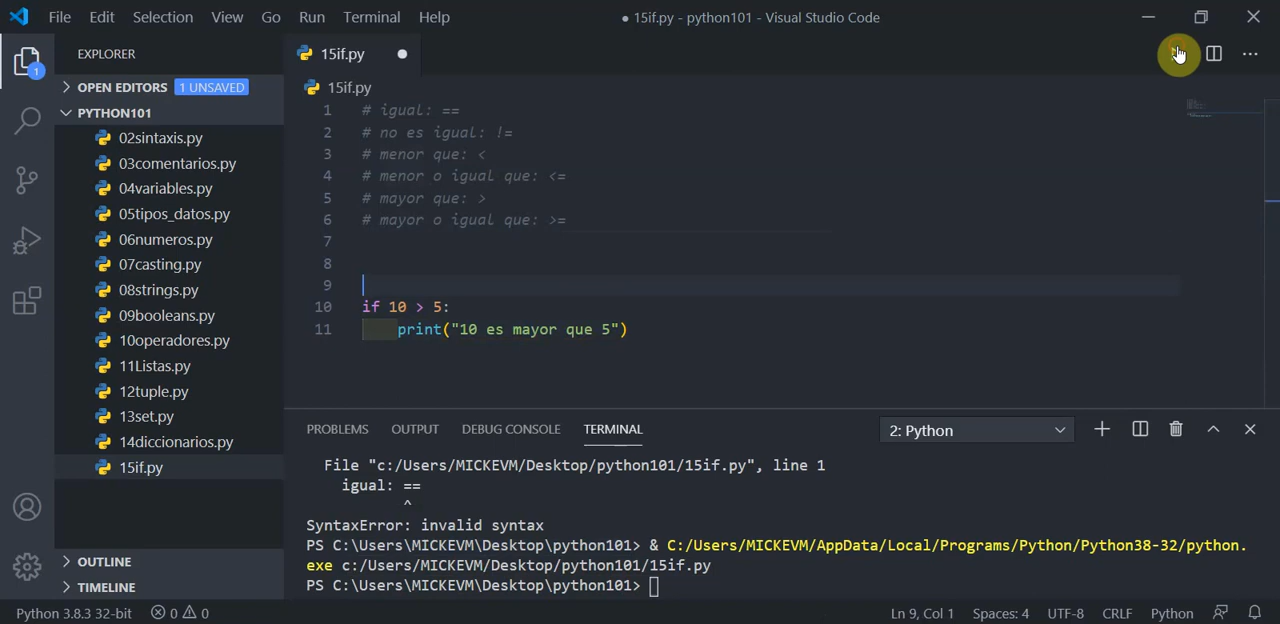 File Edit Selection View Go Run Terminal Help
● 15if.py - python101 - Visual Studio Code
EXPLORER
OPEN EDITORS 1 UNSAVED
PYTHON101
02sintaxis.py
03comentarios.py
04variables.py
05tipos_datos.py
06numeros.py
07casting.py
08strings.py
09booleans.py
10operadores.py
11Listas.py
12tuple.py
13set.py
14diccionarios.py
15if.py
OUTLINE
TIMELINE
1
15if.py
15if.py
1 # igual: ==
2 # no es igual: !=
3 # menor que: <
4 # menor o igual que: <=
5 # mayor que: >
6 # mayor o igual que: >=
7
8
9
10 if 10 > 5:
11 print("10 es mayor que 5")
PROBLEMS OUTPUT DEBUG CONSOLE TERMINAL
2: Python
File "c:/Users/MICKEVM/Desktop/python101/15if.py", line 1
igual: ==
^
SyntaxError: invalid syntax
PS C:\Users\MICKEVM\Desktop\python101> & C:/Users/MICKEVM/AppData/Local/Programs/Python/Python38-32/python.
exe c:/Users/MICKEVM/Desktop/python101/15if.py
PS C:\Users\MICKEVM\Desktop\python101>
Python 3.8.3 32-bit 0 0 Ln 9, Col 1 Spaces: 4 UTF-8 CRLF Python